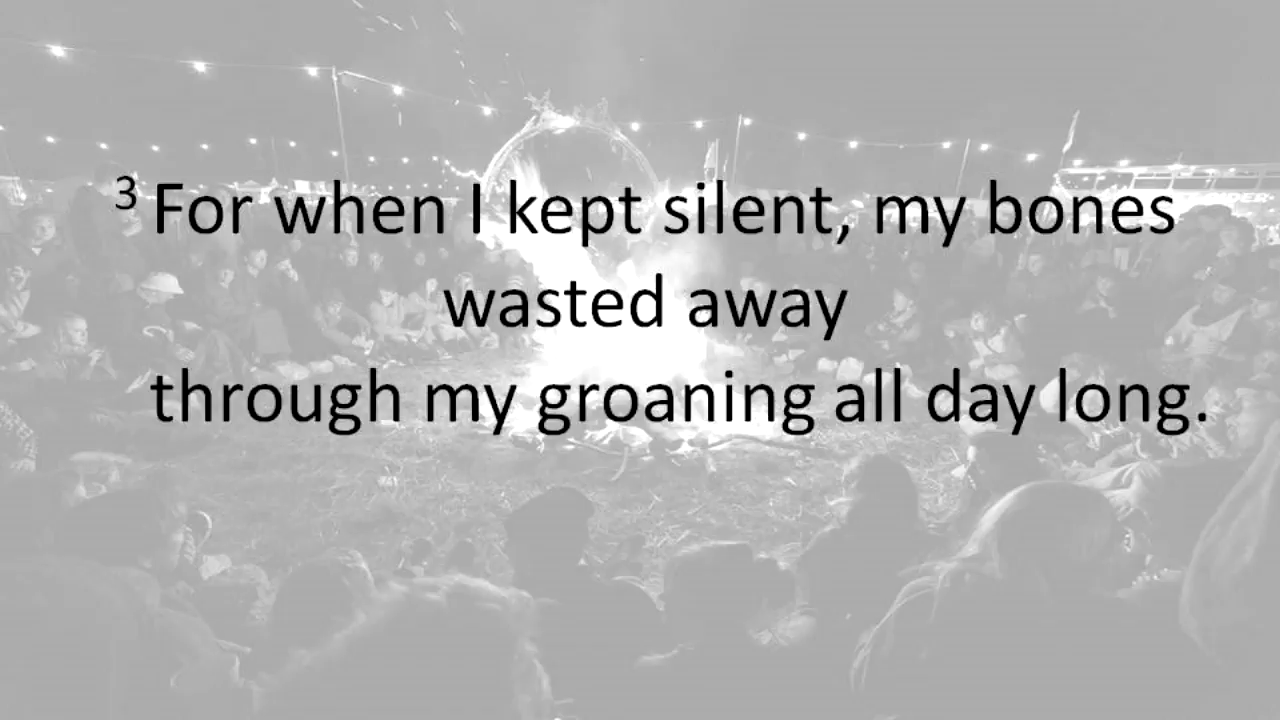 3 For when I kept silent, my bones
wasted away
through my groaning all day long.